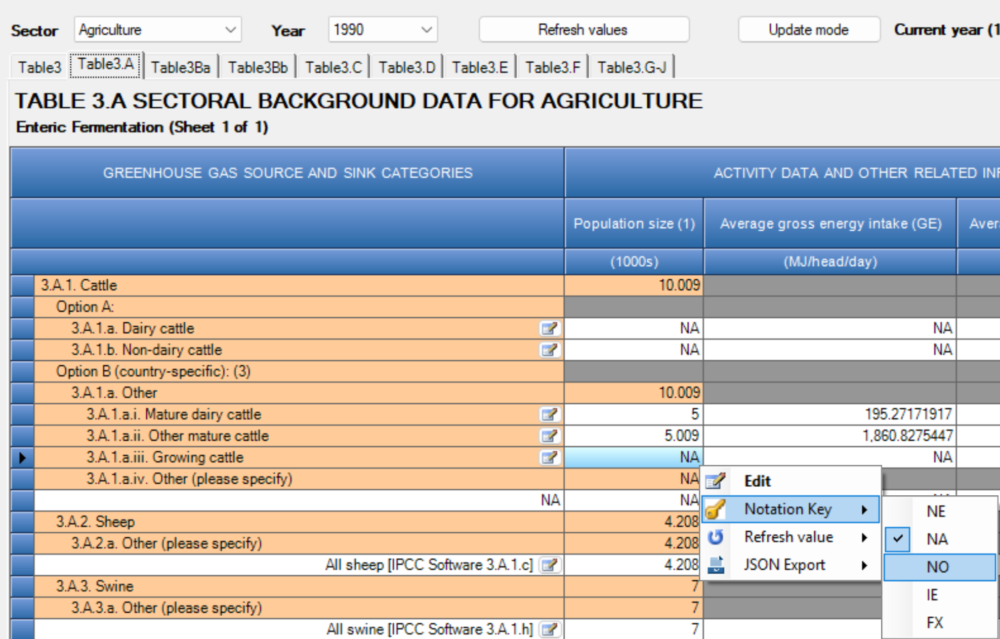 Sector Agriculture Year 1990 Refresh values Update mode Current year (1
Table3 Table3.A Table3Ba Table3Bb Table3.C Table3.D Table3.E Table3.F Table3.G-J
TABLE 3.A SECTORAL BACKGROUND DATA FOR AGRICULTURE
Enteric Fermentation (Sheet 1 of 1)
GREENHOUSE GAS SOURCE AND SINK CATEGORIES ACTIVITY DATA AND OTHER RELATED INF
Population size (1) Average gross energy intake (GE) Aver
(1000s) (MJ/head/day)
3.A.1. Cattle 10.009
Option A:
3.A.1.a. Dairy cattle NA NA
3.A.1.b. Non-dairy cattle NA NA
Option B (country-specific): (3)
3.A.1.a. Other 10.009
3.A.1.a.i. Mature dairy cattle 5 195.27171917
3.A.1.a.ii. Other mature cattle 5.009 1,860.8275447
3.A.1.a.iii. Growing cattle NA NA
3.A.1.a.iv. Other (please specify) NA
NA NA
3.A.2. Sheep 4.208
3.A.2.a. Other (please specify) 4.208
All sheep [IPCC Software 3.A.1.c] 4.208
3.A.3. Swine 7
3.A.3.a. Other (please specify) 7
All swine [IPCC Software 3.A.1.h] 7
Edit
Notation Key
Refresh value
JSON Export
NE
NA
NO
IE
FX